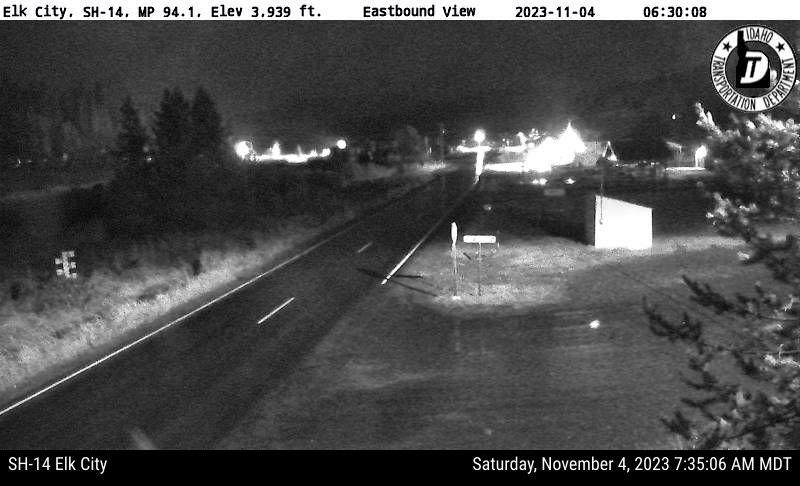 Elk City, SH-14, MP 94.1, Elev 3,939 ft. Eastbound View 2023-11-04 06:30:08
IDAHO
TRANSPORTATION DEPARTMENT
SH-14 Elk City Saturday, November 4, 2023 7:35:06 AM MDT